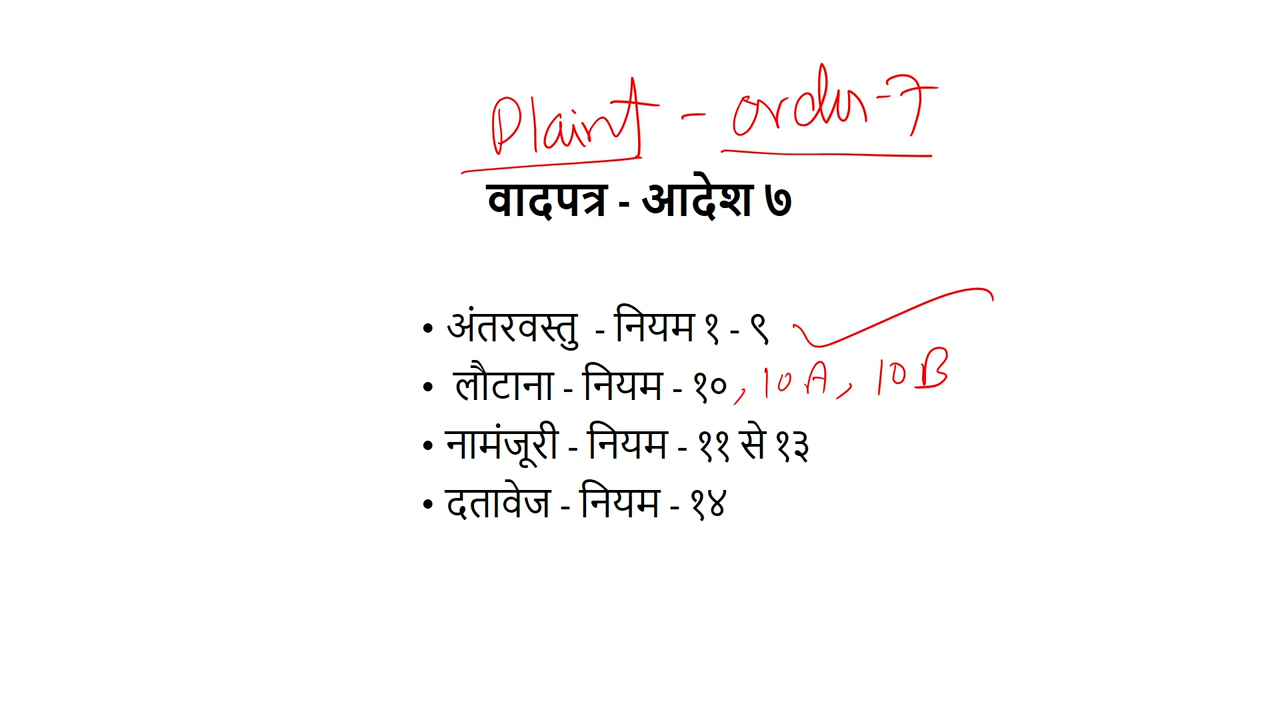 Plaint - order-7
वादपत्र - आदेश ७
• अंतरवस्तु - नियम १ - ९
• लौटाना - नियम - १०, 10A, 10B
• नामंजूरी - नियम - ११ से १३
• दतावेज - नियम - १४